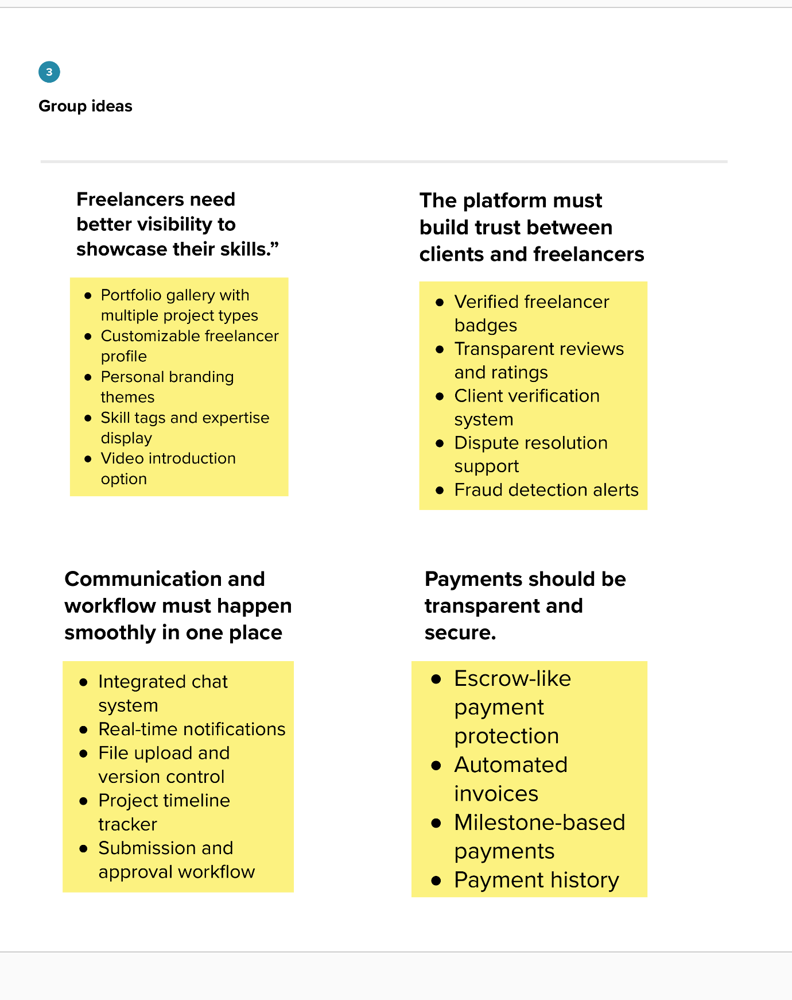 3
Group ideas
Freelancers need
better visibility to
showcase their skills.”
● Portfolio gallery with
multiple project types
● Customizable freelancer
profile
● Personal branding
themes
● Skill tags and expertise
display
● Video introduction
option
The platform must
build trust between
clients and freelancers
● Verified freelancer
badges
● Transparent reviews
and ratings
● Client verification
system
● Dispute resolution
support
● Fraud detection alerts
Communication and
workflow must happen
smoothly in one place
● Integrated chat
system
● Real-time notifications
● File upload and
version control
● Project timeline
tracker
● Submission and
approval workflow
Payments should be
transparent and
secure.
● Escrow-like
payment
protection
● Automated
invoices
● Milestone-based
payments
● Payment history